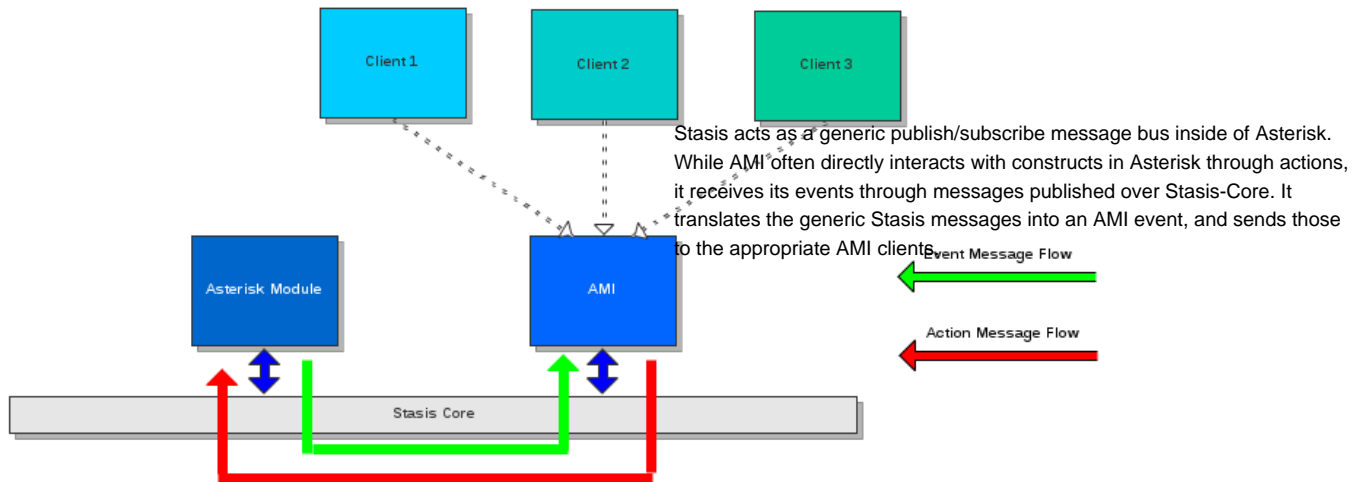 Client 1
Client 2
Client 3
Stasis acts as a generic publish/subscribe message bus inside of Asterisk.
While AMI often directly interacts with constructs in Asterisk through actions,
it receives its events through messages published over Stasis-Core. It
translates the generic Stasis messages into an AMI event, and sends those
to the appropriate AMI clients.
Event Message Flow
Asterisk Module
AMI
Action Message Flow
Stasis Core